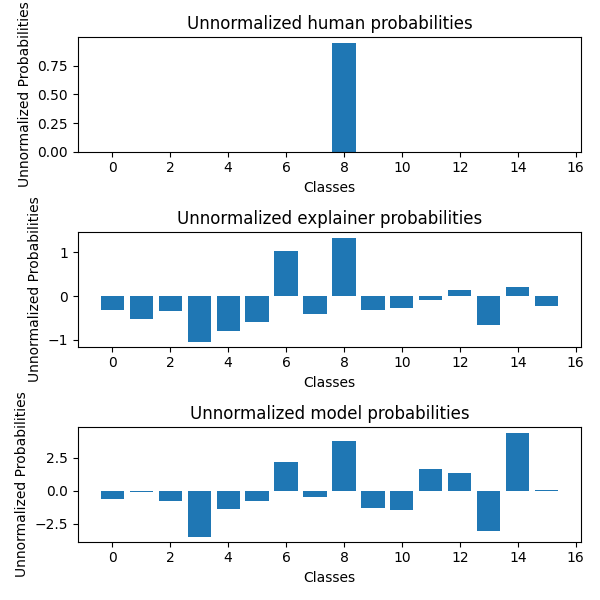 Unnormalized human probabilities
Unnormalized Probabilities
0.75
0.50
0.25
0.00
0 2 4 6 8 10 12 14 16
Classes
Unnormalized explainer probabilities
Unnormalized Probabilities
1
0
−1
0 2 4 6 8 10 12 14 16
Classes
Unnormalized model probabilities
Unnormalized Probabilities
2.5
0.0
−2.5
0 2 4 6 8 10 12 14 16
Classes